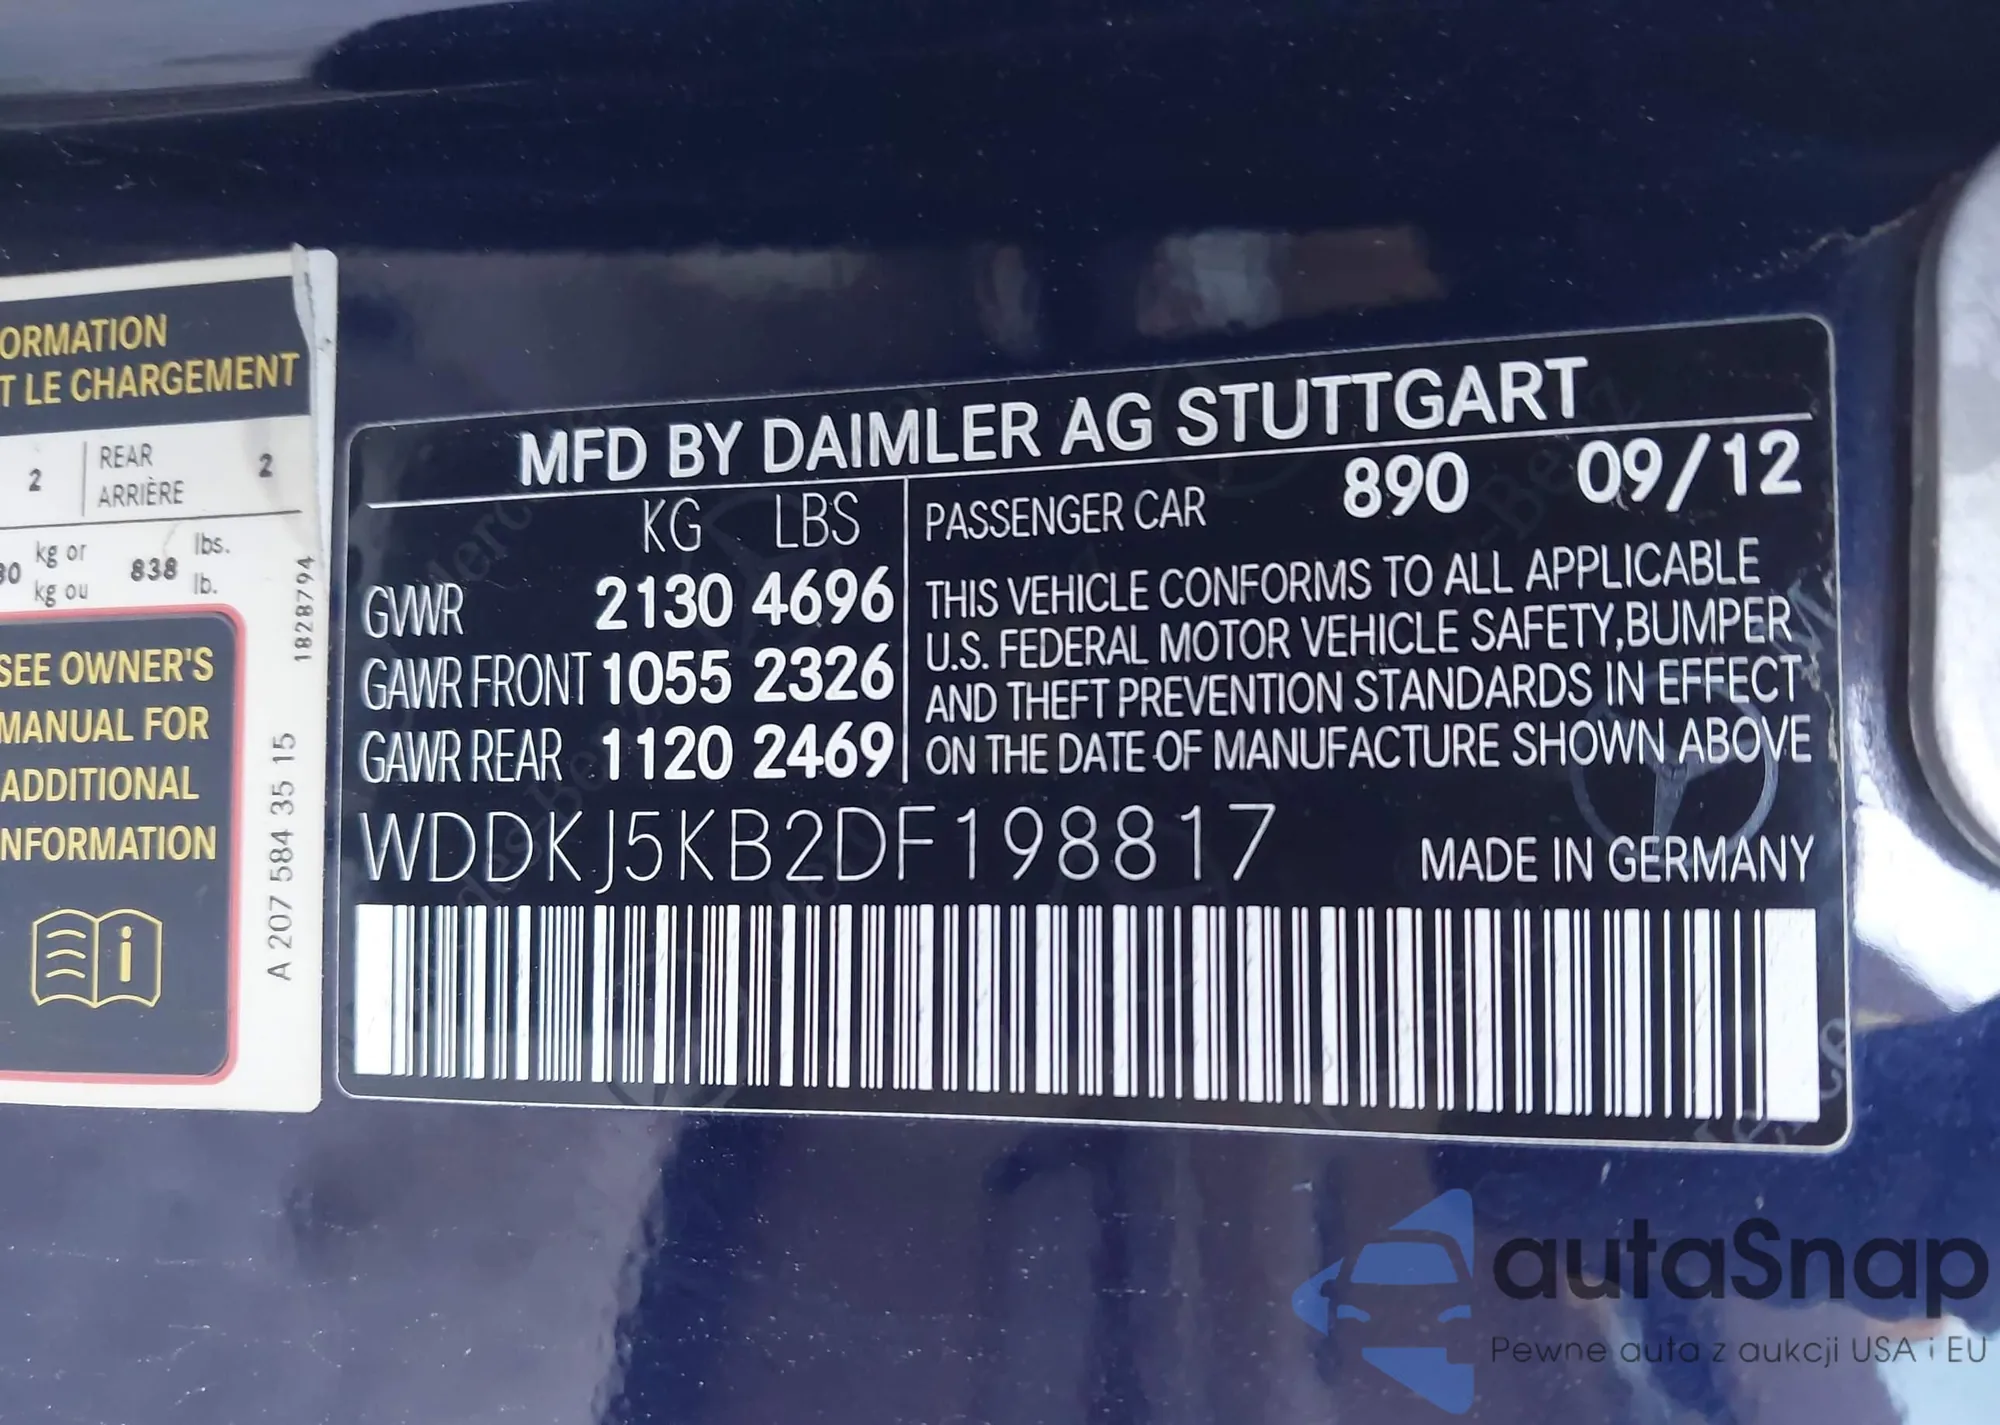 ORMATION
T LE CHARGEMENT
2 REAR 2
ARRIÈRE
kg or 838 lbs.
kg ou lb.
SEE OWNER'S
MANUAL FOR
ADDITIONAL
NFORMATION
i
1828794
A 207 584 35 15
MFD BY DAIMLER AG STUTTGART
KG LBS
GVWR 2130 4696
GAWR FRONT 1055 2326
GAWR REAR 1120 2469
PASSENGER CAR 890 09/12
THIS VEHICLE CONFORMS TO ALL APPLICABLE
U.S. FEDERAL MOTOR VEHICLE SAFETY,BUMPER
AND THEFT PREVENTION STANDARDS IN EFFECT
ON THE DATE OF MANUFACTURE SHOWN ABOVE
WDDKJ5KB2DF198817
MADE IN GERMANY
autaSnap
Pewne auta z aukcji USA i EU